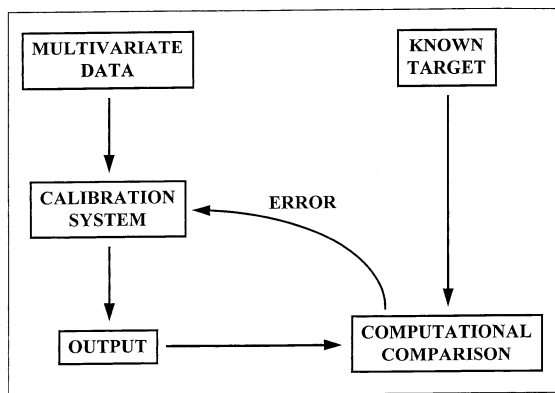 MULTIVARIATE
DATA
KNOWN
TARGET
CALIBRATION
SYSTEM
ERROR
OUTPUT
COMPUTATIONAL
COMPARISON